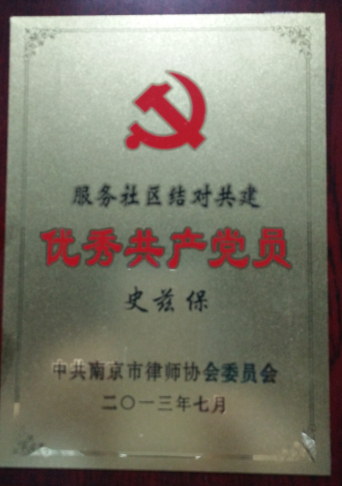 服务社区结对共建
优秀共产党员
史兹保
中共南京市律师协会委员会
二〇一三年七月